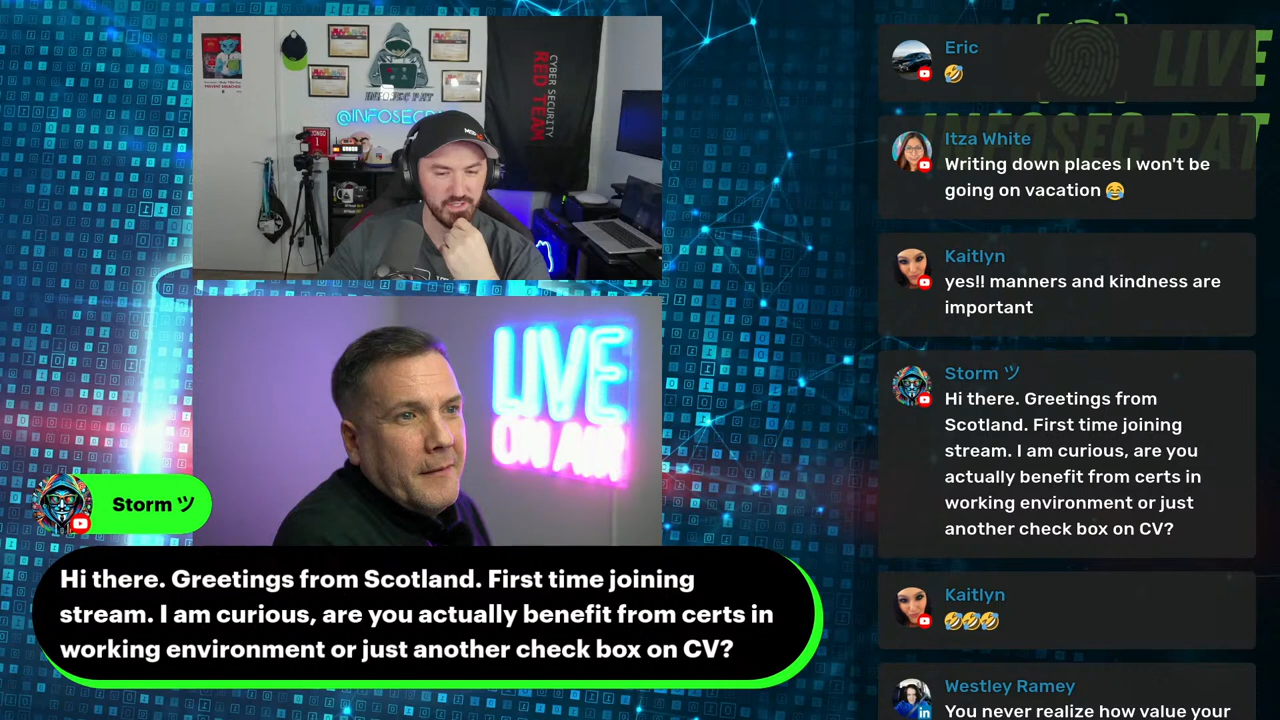 CYBER SECURITY
RED TEAM
INFOSEC PAT
JONGO
1
LIVE
ON AIR
Storm ツ
Hi there. Greetings from Scotland. First time joining
stream. I am curious, are you actually benefit from certs in
working environment or just another check box on CV?
LIVE
INFOSEC PAT
Eric
🤣
Itza White
Writing down places I won't be
going on vacation 😂
Kaitlyn
yes!! manners and kindness are
important
Storm ツ
Hi there. Greetings from
Scotland. First time joining
stream. I am curious, are you
actually benefit from certs in
working environment or just
another check box on CV?
Kaitlyn
🤣🤣🤣
Westley Ramey
You never realize how value your